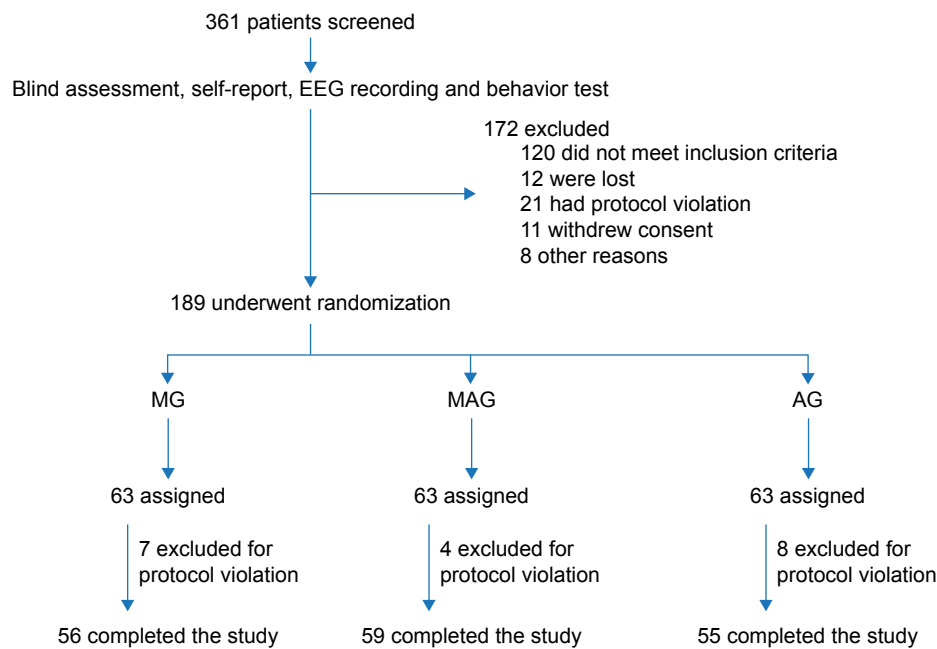 361 patients screened
Blind assessment, self-report, EEG recording and behavior test
172 excluded
120 did not meet inclusion criteria
12 were lost
21 had protocol violation
11 withdrew consent
8 other reasons
189 underwent randomization
MG
MAG
AG
63 assigned
63 assigned
63 assigned
7 excluded for
protocol violation
4 excluded for
protocol violation
8 excluded for
protocol violation
56 completed the study
59 completed the study
55 completed the study